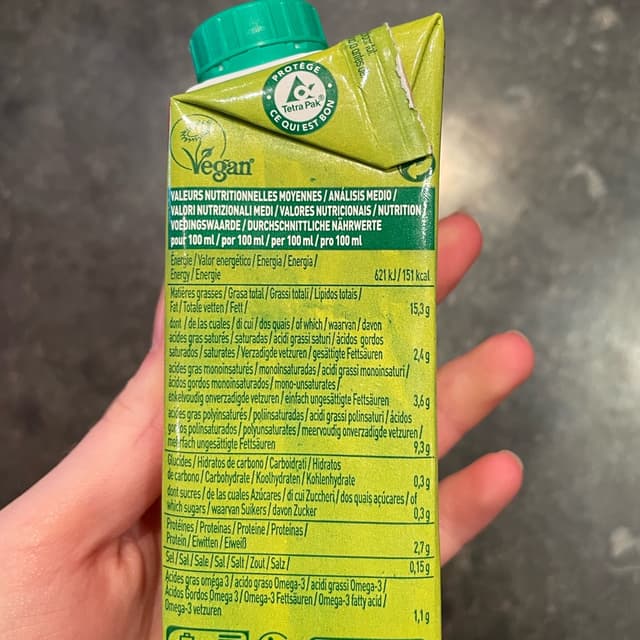 PROTÈGE
Tetra Pak®
CE QUI EST BON
Vegan
VALEURS NUTRITIONNELLES MOYENNES / ANÁLISIS MEDIO /
VALORI NUTRIZIONALI MEDI / VALORES NUTRICIONAIS / NUTRITION
VOEDINGSWAARDE / DURCHSCHNITTLICHE NÄHRWERTE
pour 100 ml / por 100 ml / per 100 ml / pro 100 ml
Énergie / Valor energético / Energia / Energia /
Energy / Energie 621 kJ / 151 kcal
Matières grasses / Grasa total / Grassi totali / Lípidos totais /
Fat / Totale vetten / Fett / 15,3 g
dont / de las cuales / di cui / dos quais / of which / waarvan / davon
acides gras saturés / saturadas / acidi grassi saturi / ácidos gordos
saturados / saturates / Verzadigde vetzuren / gesättigte Fettsäuren 2,4 g
acides gras monoinsaturés / monoinsaturadas / acidi grassi monoinsaturi /
ácidos gordos monoinsaturados / mono-unsaturates /
enkelvoudig onverzadigde vetzuren / einfach ungesättigte Fettsäuren 3,6 g
acides gras polyinsaturés / poliinsaturadas / acidi grassi polinsaturi / ácidos
gordos polinsaturados / polyunsaturates / meervoudig onverzadigde vetzuren /
mehrfach ungesättigte Fettsäuren 9,3 g
Glucides / Hidratos de carbono / Carboidrati / Hidratos
de carbono / Carbohydrate / Koolhydraten / Kohlenhydrate 0,3 g
dont sucres / de las cuales Azúcares / di cui Zuccheri / dos quais açúcares / of
which sugars / waarvan Suikers / davon Zucker 0,3 g
Protéines / Proteínas / Proteine / Proteínas /
Protein / Eiwitten / Eiweiß 2,7 g
Sel / Sal / Sale / Sal / Salt / Zout / Salz / 0,15 g
Acides gras oméga 3 / acido graso Omega-3 / acidi grassi Omega-3 /
Ácidos Gordos Omega 3 / Omega-3 Fettsäuren / Omega-3 fatty acid /
Omega-3 vetzuren 1,1 g